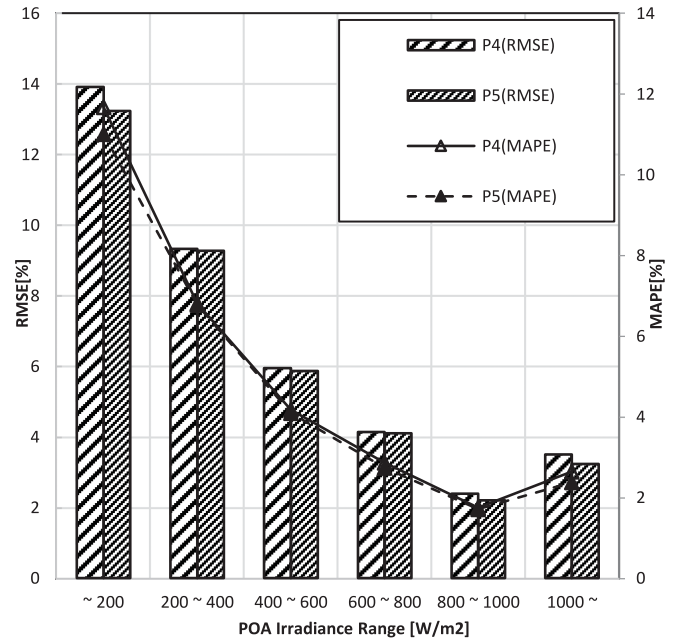 16
14
12
10
8
6
4
2
0
RMSE[%]
14
12
10
8
6
4
2
0
MAPE[%]
P4(RMSE)
P5(RMSE)
P4(MAPE)
P5(MAPE)
~ 200 200 ~ 400 400 ~ 600 600 ~ 800 800 ~ 1000 1000 ~
POA Irradiance Range [W/m2]